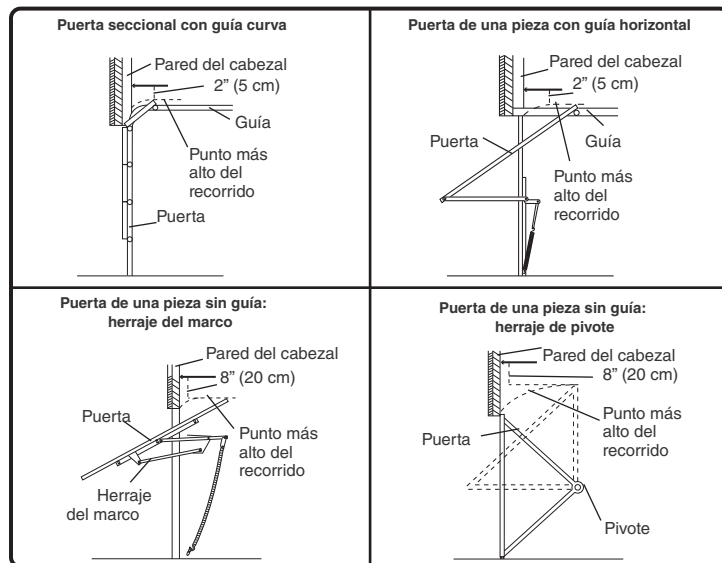 Puerta seccional con guía curva
Pared del cabezal
2” (5 cm)
Guía
Punto más
alto del
recorrido
Puerta
Puerta de una pieza con guía horizontal
Pared del cabezal
2” (5 cm)
Puerta
Guía
Punto más
alto del
recorrido
Puerta de una pieza sin guía:
herraje del marco
Pared del cabezal
8” (20 cm)
Puerta
Punto más
alto del
recorrido
Herraje
del marco
Puerta de una pieza sin guía:
herraje de pivote
Pared del cabezal
8” (20 cm)
Punto más
alto del
recorrido
Puerta
Pivote